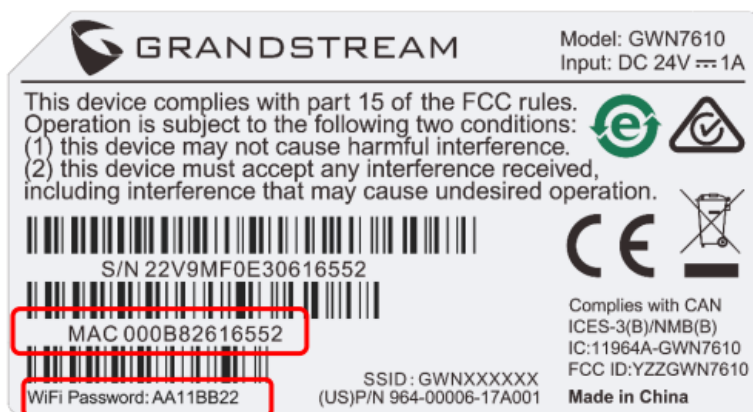 GRANDSTREAM
Model: GWN7610
Input: DC 24V ⎓ 1A
This device complies with part 15 of the FCC rules.
Operation is subject to the following two conditions:
(1) this device may not cause harmful interference.
(2) this device must accept any interference received,
including interference that may cause undesired operation.
e
CE
S/N 22V9MF0E30616552
MAC 000B82616552
WiFi Password: AA11BB22
SSID : GWNXXXXXX
(US)P/N 964-00006-17A001
Complies with CAN
ICES-3(B)/NMB(B)
IC:11964A-GWN7610
FCC ID:YZZGWN7610
Made in China